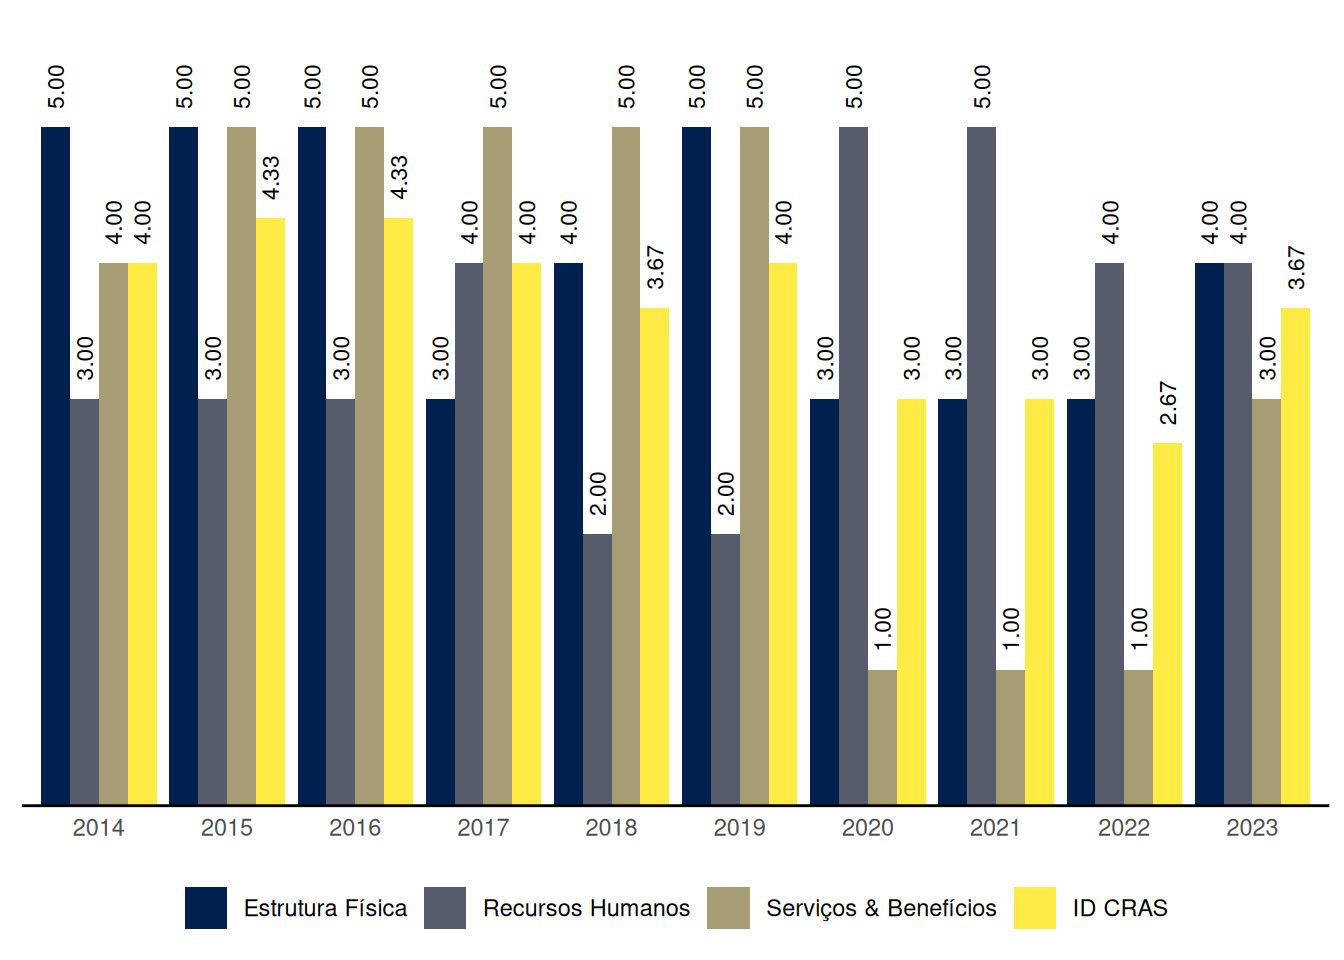 5.00 3.00 4.00 4.00
5.00 3.00 5.00 4.33
5.00 3.00 5.00 4.33
3.00 4.00 5.00 4.00
4.00 2.00 5.00 3.67
5.00 2.00 5.00 4.00
3.00 5.00 1.00 3.00
3.00 5.00 1.00 3.00
3.00 4.00 1.00 2.67
4.00 4.00 3.00 3.67
2014 2015 2016 2017 2018 2019 2020 2021 2022 2023
Estrutura Física Recursos Humanos Serviços & Benefícios ID CRAS